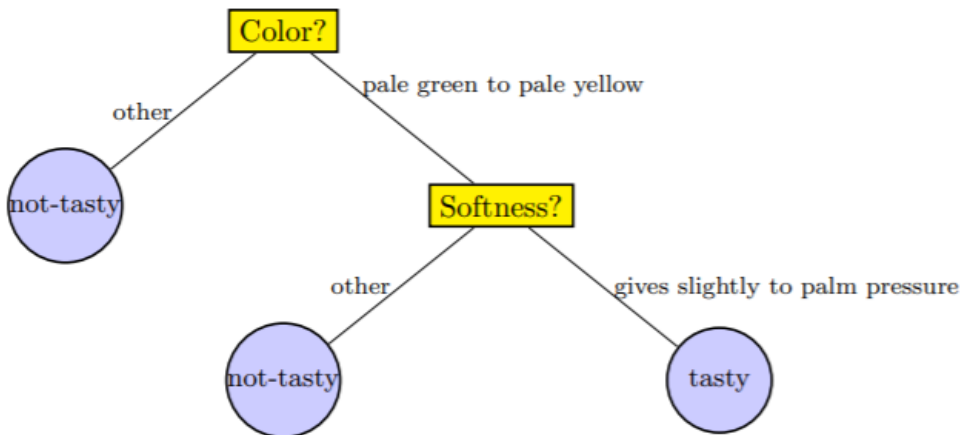 Color?
other
pale green to pale yellow
not-tasty
Softness?
other
gives slightly to palm pressure
not-tasty
tasty